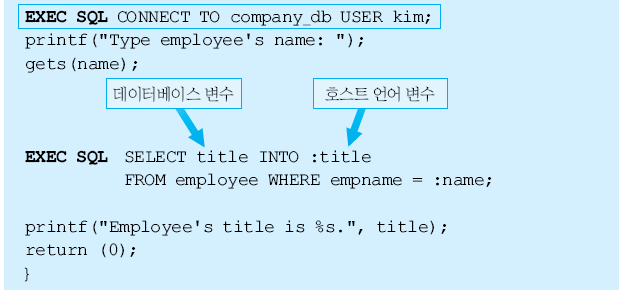 EXEC SQL CONNECT TO company_db USER kim;
printf("Type employee's name: ");
gets(name);
데이터베이스 변수
호스트 언어 변수
EXEC SQL SELECT title INTO :title
FROM employee WHERE empname = :name;
printf("Employee's title is %s.", title);
return (0);
}